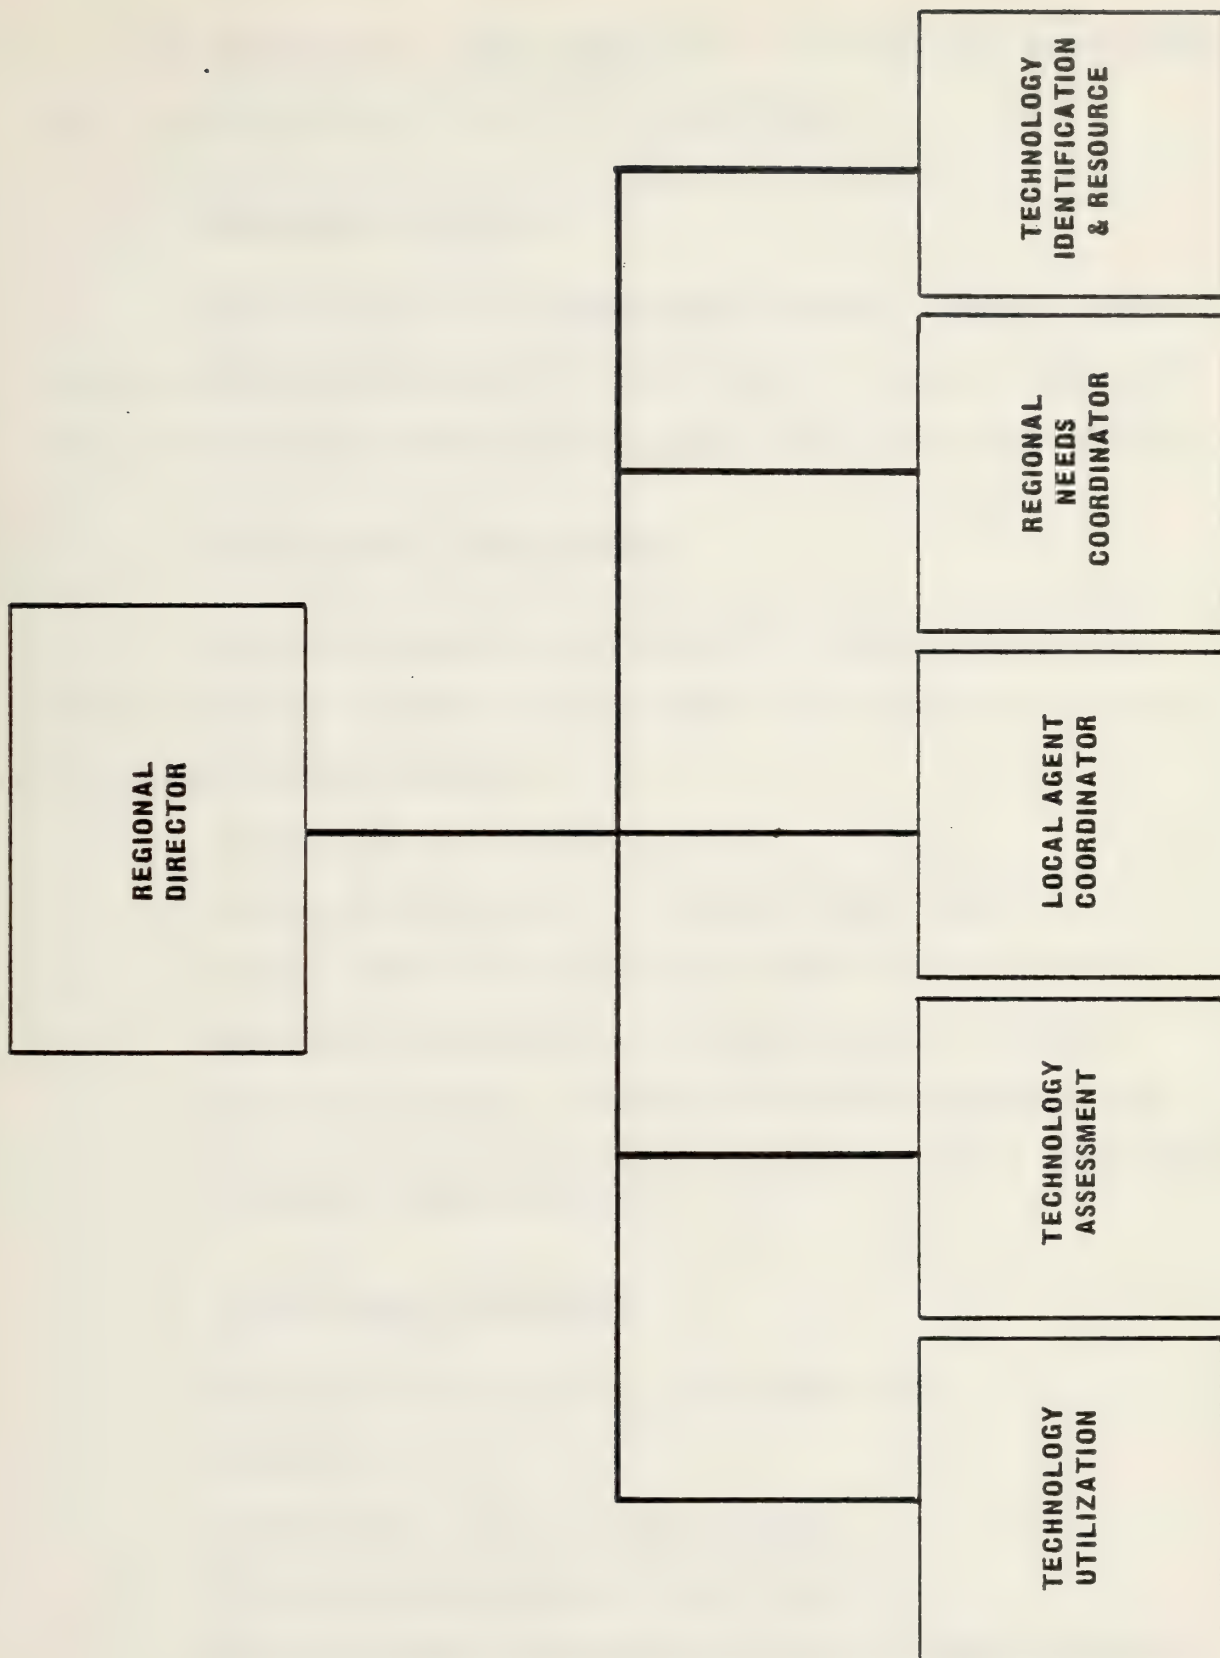 REGIONAL
DIRECTOR
TECHNOLOGY
UTILIZATION
TECHNOLOGY
ASSESSMENT
LOCAL AGENT
COORDINATOR
REGIONAL
NEEDS
COORDINATOR
TECHNOLOGY
IDENTIFICATION
& RESOURCE